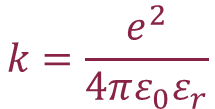 k = e² / 4πε₀εᵣ